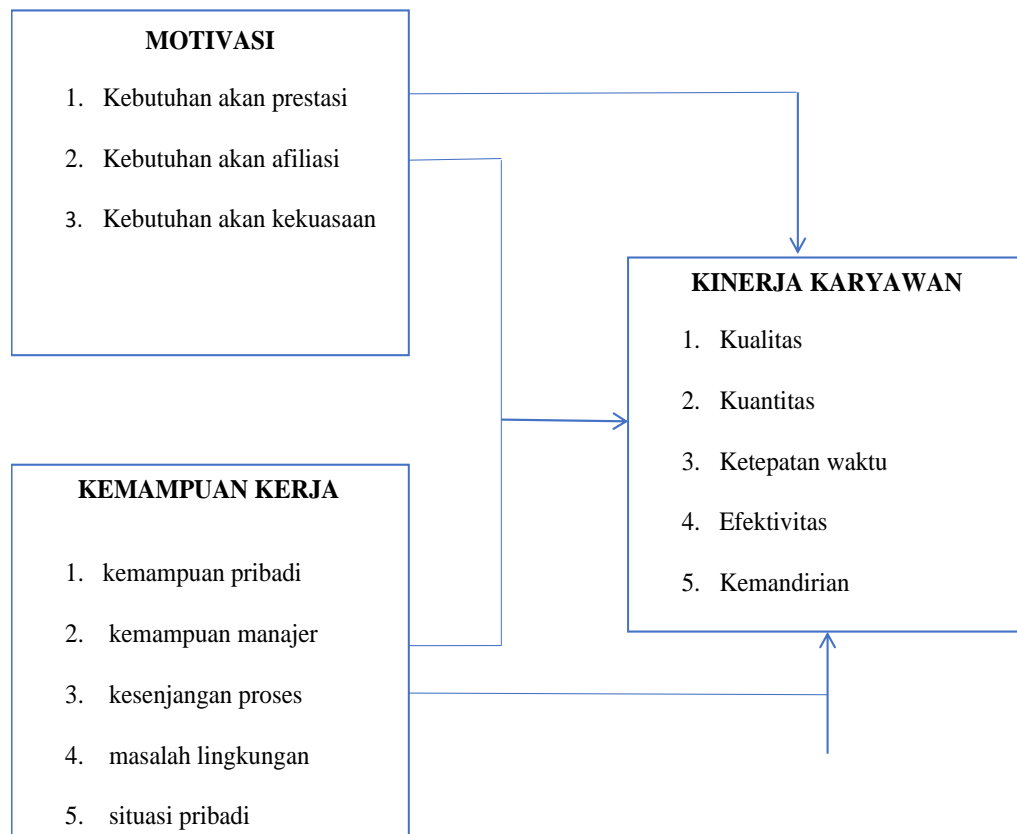 MOTIVASI
1. Kebutuhan akan prestasi
2. Kebutuhan akan afiliasi
3. Kebutuhan akan kekuasaan
KINERJA KARYAWAN
1. Kualitas
2. Kuantitas
3. Ketepatan waktu
4. Efektivitas
5. Kemandirian
KEMAMPUAN KERJA
1. kemampuan pribadi
2. kemampuan manajer
3. kesenjangan proses
4. masalah lingkungan
5. situasi pribadi